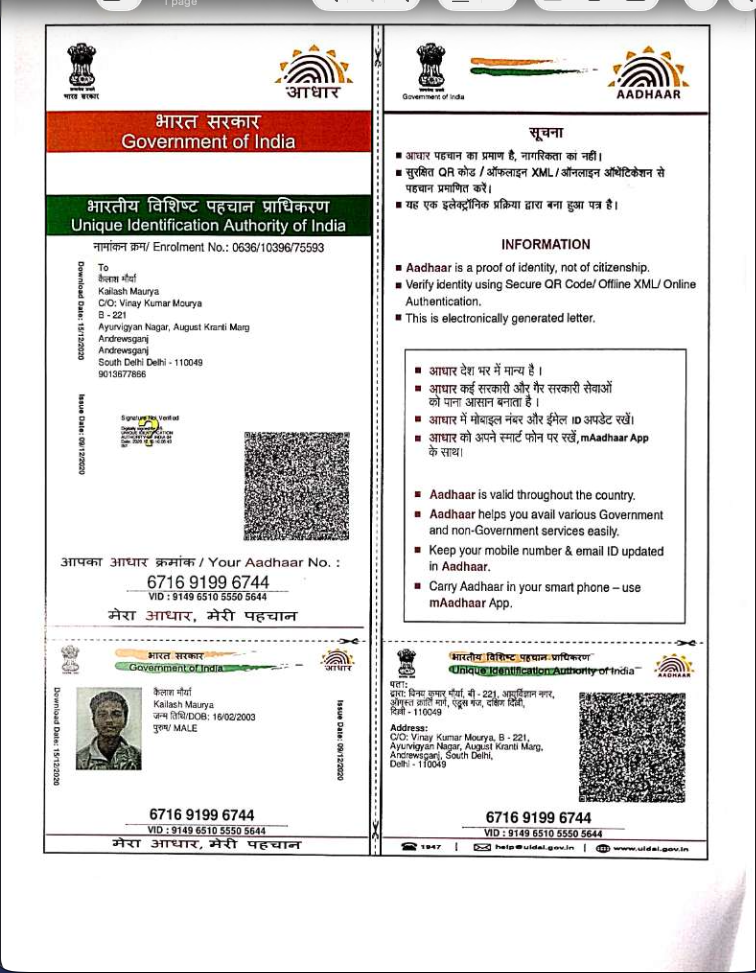 1 page
भारत सरकार
आधार
भारत सरकार
Government of India
भारतीय विशिष्ट पहचान प्राधिकरण
Unique Identification Authority of India
नामांकन क्रम/ Enrolment No.: 0636/10396/75593
Download Date: 15/12/2020
To
कैलाश मौर्या
Kailash Maurya
C/O: Vinay Kumar Mourya
B - 221
Ayurvigyan Nagar, August Kranti Marg
Andrewsganj
Andrewsganj
South Delhi Delhi - 110049
9013677866
Issue Date: 09/12/2020
Signature Not Verified
आपका आधार क्रमांक / Your Aadhaar No. :
6716 9199 6744
VID : 9149 6510 5550 5644
मेरा आधार, मेरी पहचान
Government of India
AADHAAR
सूचना
■ आधार पहचान का प्रमाण है, नागरिकता का नहीं।
■ सुरक्षित QR कोड / ऑफलाइन XML / ऑनलाइन ऑथेंटिकेशन से
पहचान प्रमाणित करें।
■ यह एक इलेक्ट्रॉनिक प्रक्रिया द्वारा बना हुआ पत्र है।
INFORMATION
■ Aadhaar is a proof of identity, not of citizenship.
■ Verify identity using Secure QR Code/ Offline XML/ Online
Authentication.
■ This is electronically generated letter.
■ आधार देश भर में मान्य है ।
■ आधार कई सरकारी और गैर सरकारी सेवाओं
को पाना आसान बनाता है ।
■ आधार में मोबाइल नंबर और ईमेल ID अपडेट रखें।
■ आधार को अपने स्मार्ट फोन पर रखें, mAadhaar App
के साथ।
■ Aadhaar is valid throughout the country.
■ Aadhaar helps you avail various Government
and non-Government services easily.
■ Keep your mobile number & email ID updated
in Aadhaar.
■ Carry Aadhaar in your smart phone – use
mAadhaar App.
भारत सरकार
Government of India
आधार
Download Date: 15/12/2020
कैलाश मौर्या
Kailash Maurya
जन्म तिथि/DOB: 16/02/2003
पुरुष/ MALE
Issue Date: 09/12/2020
6716 9199 6744
VID : 9149 6510 5550 5644
मेरा आधार, मेरी पहचान
भारतीय विशिष्ट पहचान प्राधिकरण
Unique Identification Authority of India
AADHAAR
पता:
- 110049
Address:
C/O: Vinay Kumar Mourya, B - 221,
Ayurvigyan Nagar, August Kranti Marg,
Andrewsganj, South Delhi,
Delhi - 110049
6716 9199 6744
VID : 9149 6510 5550 5644
1947 | help@uidai.gov.in | www.uidai.gov.in